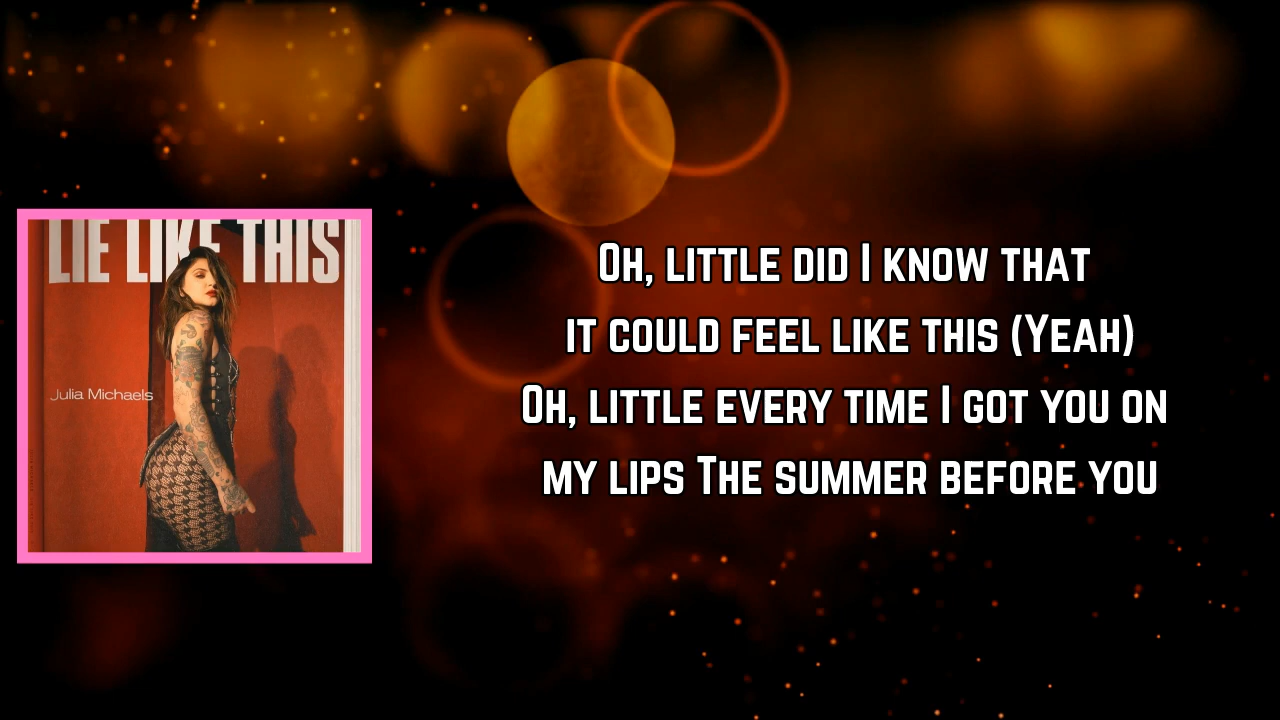 LIE LIKE THIS
Julia Michaels
Oh, little did I know that
it could feel like this (Yeah)
Oh, little every time I got you on
my lips The summer before you